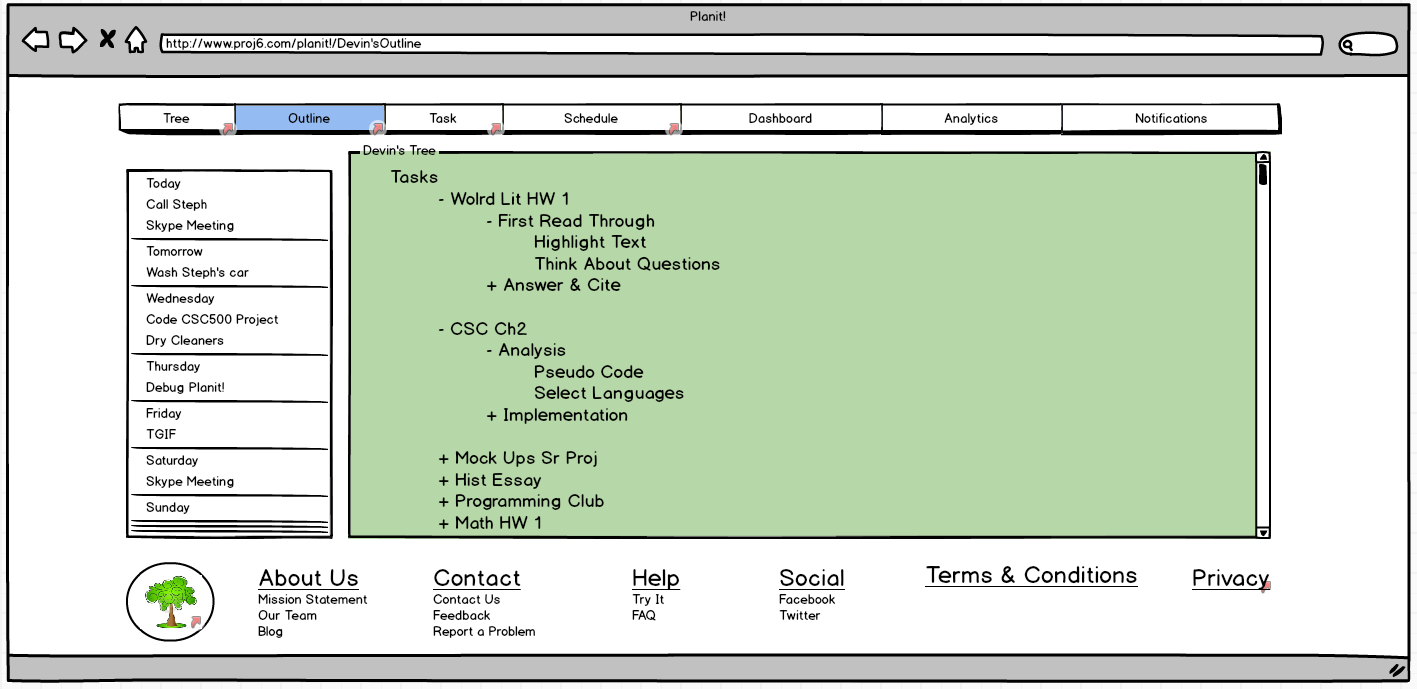 Planit!
http://www.proj6.com/planit!/Devin'sOutline
Tree Outline Task Schedule Dashboard Analytics Notifications
Today
Call Steph
Skype Meeting
Tomorrow
Wash Steph's car
Wednesday
Code CSC500 Project
Dry Cleaners
Thursday
Debug Planit!
Friday
TGIF
Saturday
Skype Meeting
Sunday
Devin's Tree
Tasks
- Wolrd Lit HW 1
- First Read Through
Highlight Text
Think About Questions
+ Answer & Cite
- CSC Ch2
- Analysis
Pseudo Code
Select Languages
+ Implementation
+ Mock Ups Sr Proj
+ Hist Essay
+ Programming Club
+ Math HW 1
About Us
Mission Statement
Our Team
Blog
Contact
Contact Us
Feedback
Report a Problem
Help
Try It
FAQ
Social
Facebook
Twitter
Terms & Conditions
Privacy